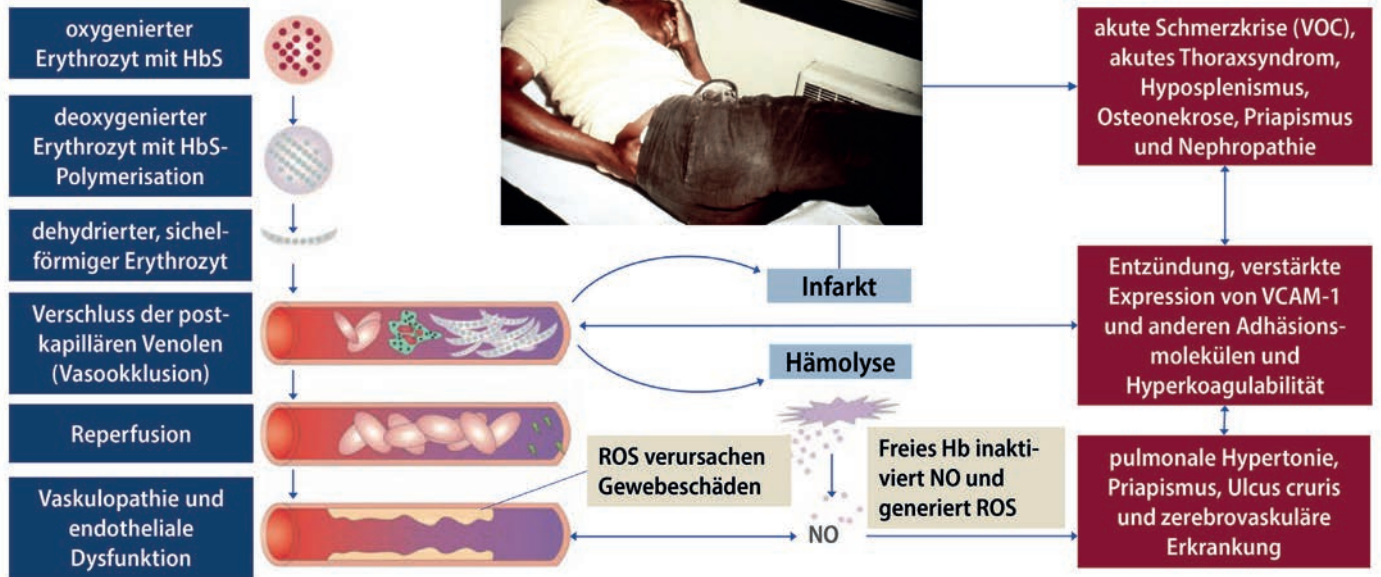 oxygenierter
Erythrozyt mit HbS
deoxygenierter
Erythrozyt mit HbS-
Polymerisation
dehydrierter, sichel-
förmiger Erythrozyt
Verschluss der post-
kapillären Venolen
(Vasookklusion)
Reperfusion
Vaskulopathie und
endotheliale
Dysfunktion
Infarkt
Hämolyse
ROS verursachen
Gewebeschäden
Freies Hb inakti-
viert NO und
generiert ROS
NO
akute Schmerzkrise (VOC),
akutes Thoraxsyndrom,
Hyposplenismus,
Osteonekrose, Priapismus
und Nephropathie
Entzündung, verstärkte
Expression von VCAM-1
und anderen Adhäsions-
molekülen und
Hyperkoagulabilität
pulmonale Hypertonie,
Priapismus, Ulcus cruris
und zerebrovaskuläre
Erkrankung